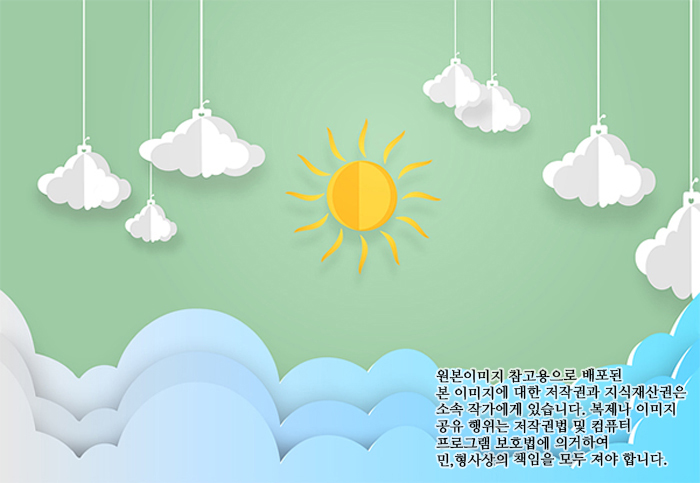 원본이미지 참고용으로 배포된
본 이미지에 대한 저작권과 지식재산권은
소속 작가에게 있습니다. 복제나 이미지
공유 행위는 저작권법 및 컴퓨터
프로그램 보호법에 의거하여
민,형사상의 책임을 모두 져야 합니다.